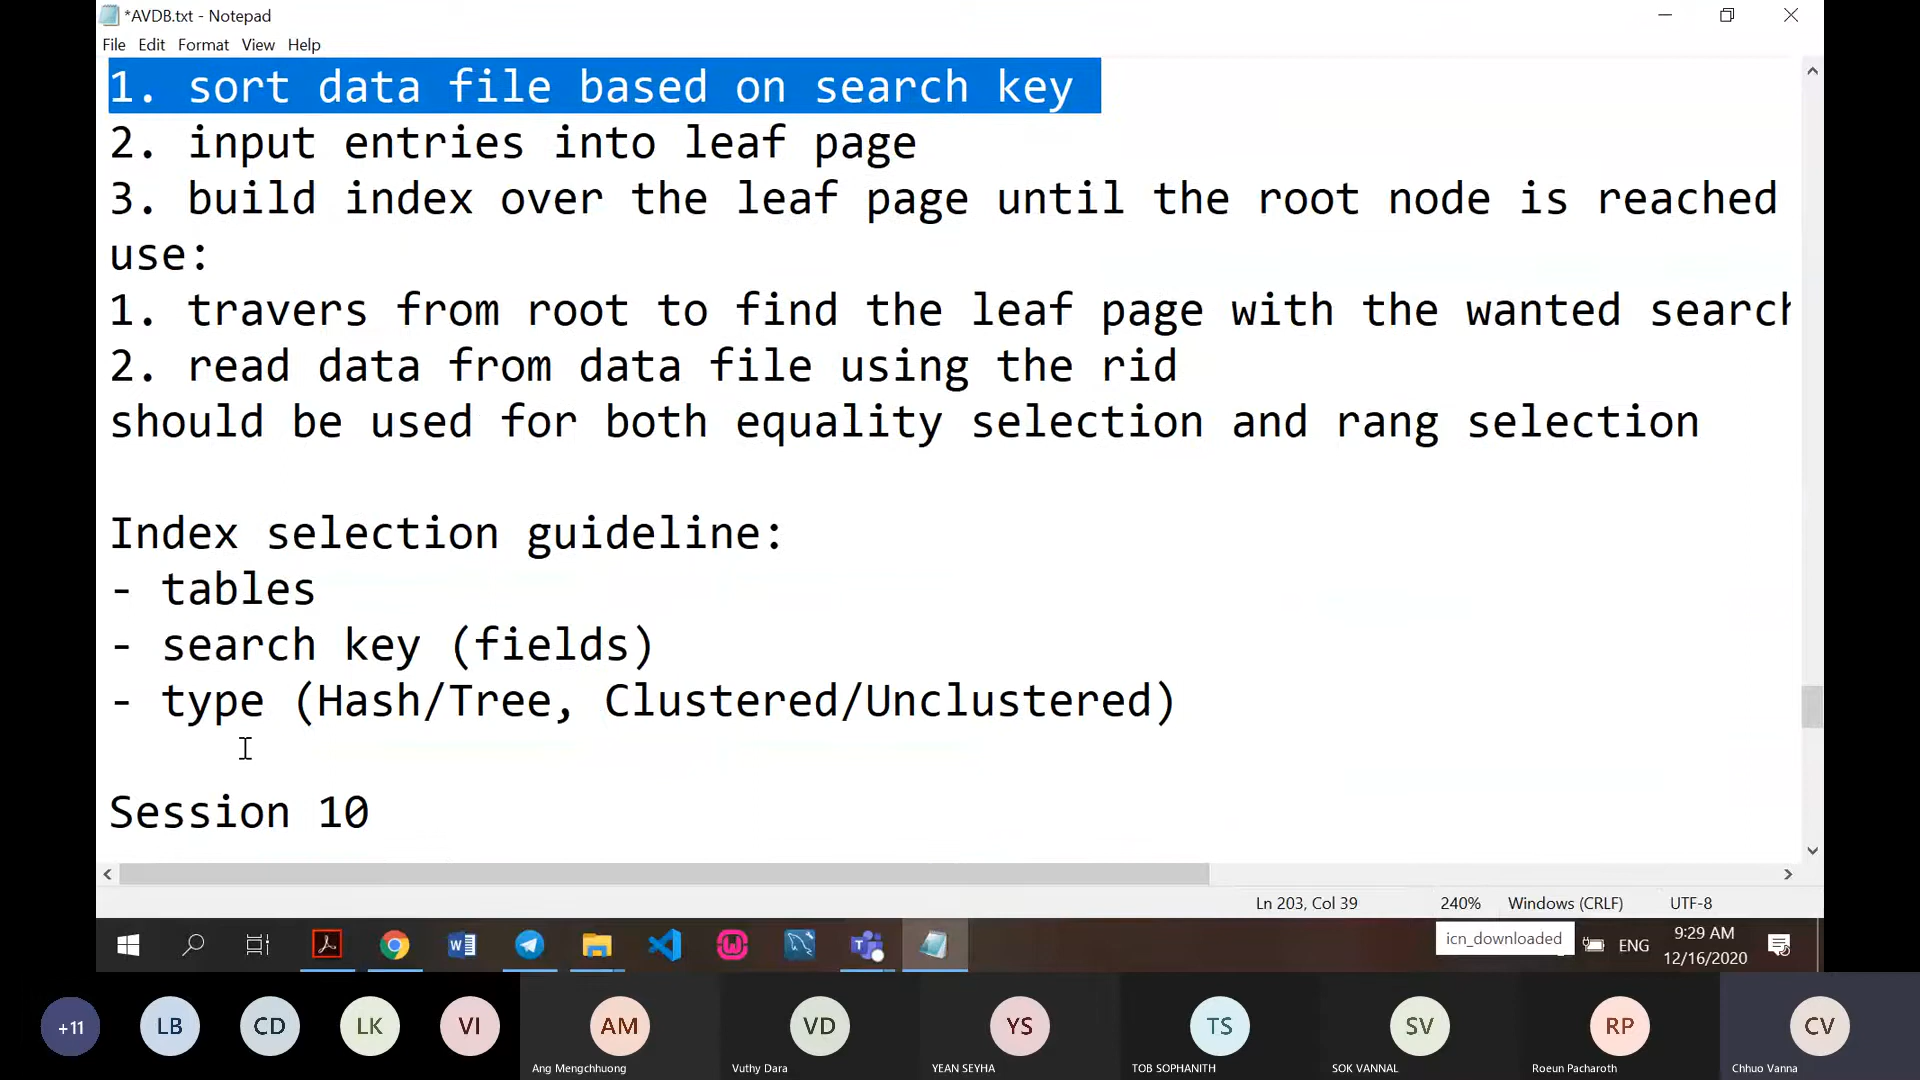 *AVDB.txt - Notepad
File Edit Format View Help
1. sort data file based on search key
2. input entries into leaf page
3. build index over the leaf page until the root node is reached
use:
1. travers from root to find the leaf page with the wanted search
2. read data from data file using the rid
should be used for both equality selection and rang selection
Index selection guideline:
- tables
- search key (fields)
- type (Hash/Tree, Clustered/Unclustered)
Session 10
Ln 203, Col 39 240% Windows (CRLF) UTF-8
icn_downloaded
ENG
9:29 AM
12/16/2020
+11 LB CD LK VI AM VD YS TS SV RP CV
Ang Mengchhuong Vuthy Dara YEAN SEYHA TOB SOPHANITH SOK VANNAL Roeun Pacharoth Chhuo Vanna